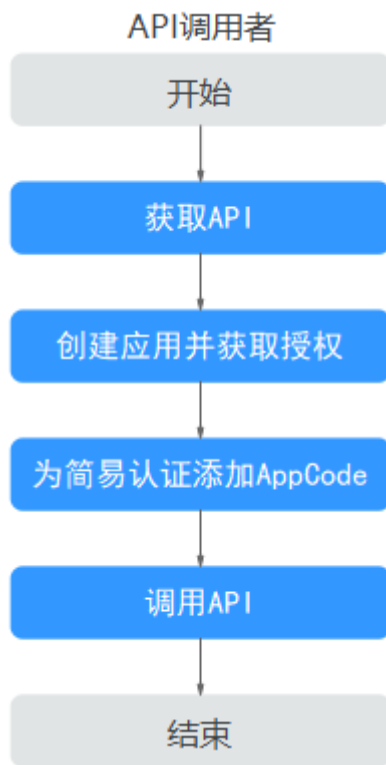 API调用者
开始
获取API
创建应用并获取授权
为简易认证添加AppCode
调用API
结束